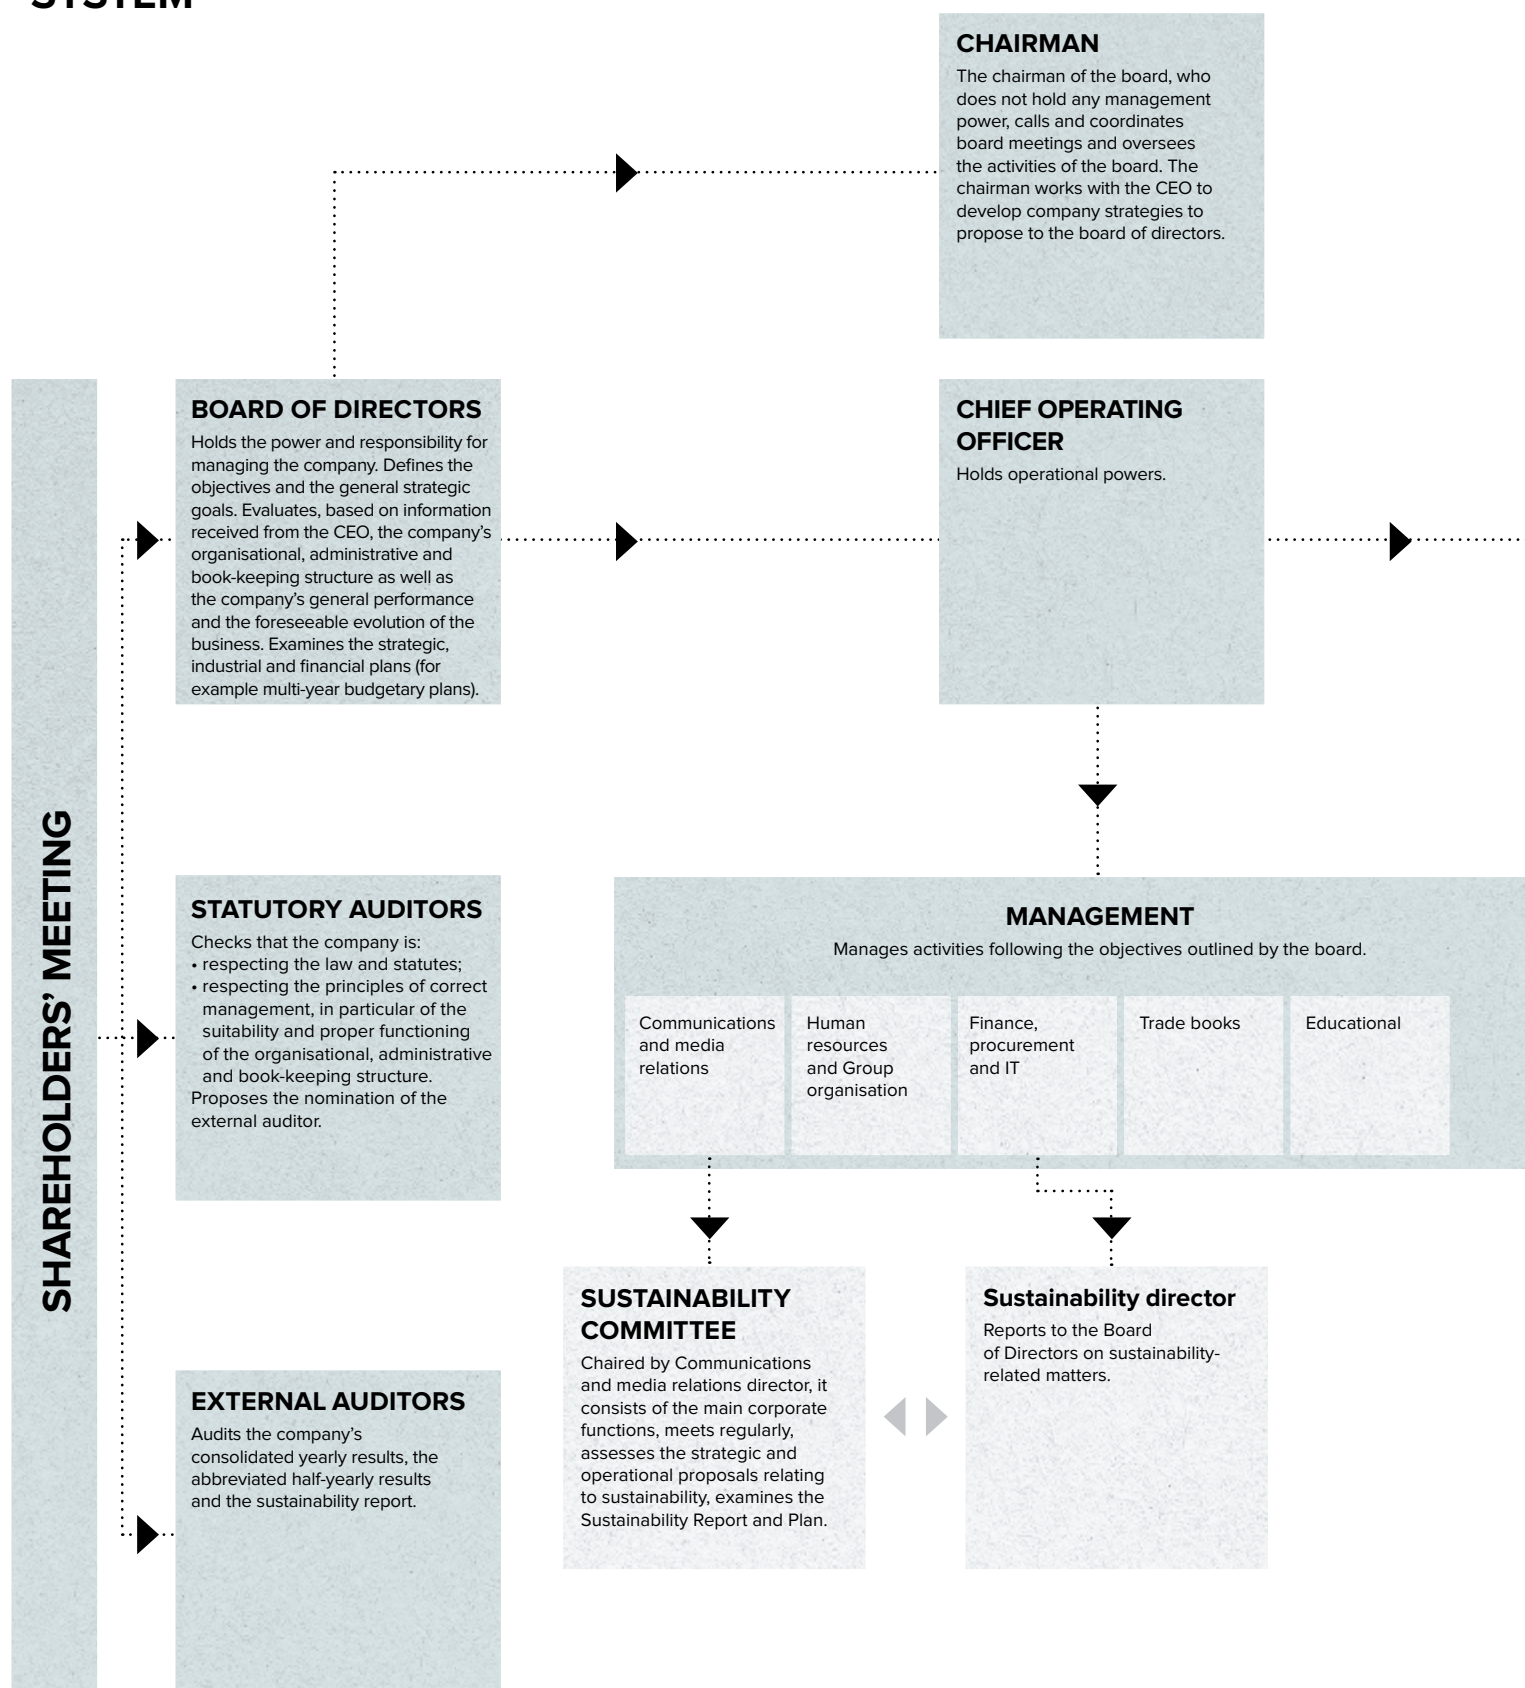 SYSTEM
CHAIRMAN
The chairman of the board, who
does not hold any management
power, calls and coordinates
board meetings and oversees
the activities of the board. The
chairman works with the CEO to
develop company strategies to
propose to the board of directors.
BOARD OF DIRECTORS
Holds the power and responsibility for
managing the company. Defines the
objectives and the general strategic
goals. Evaluates, based on information
received from the CEO, the company’s
organisational, administrative and
book-keeping structure as well as
the company’s general performance
and the foreseeable evolution of the
business. Examines the strategic,
industrial and financial plans (for
example multi-year budgetary plans).
CHIEF OPERATING
OFFICER
Holds operational powers.
SHAREHOLDERS’ MEETING
STATUTORY AUDITORS
Checks that the company is:
• respecting the law and statutes;
• respecting the principles of correct
management, in particular of the
suitability and proper functioning
of the organisational, administrative
and book-keeping structure.
Proposes the nomination of the
external auditor.
MANAGEMENT
Manages activities following the objectives outlined by the board.
Communications
and media
relations
Human
resources
and Group
organisation
Finance,
procurement
and IT
Trade books
Educational
EXTERNAL AUDITORS
Audits the company’s
consolidated yearly results, the
abbreviated half-yearly results
and the sustainability report.
SUSTAINABILITY
COMMITTEE
Chaired by Communications
and media relations director, it
consists of the main corporate
functions, meets regularly,
assesses the strategic and
operational proposals relating
to sustainability, examines the
Sustainability Report and Plan.
Sustainability director
Reports to the Board
of Directors on sustainability-
related matters.